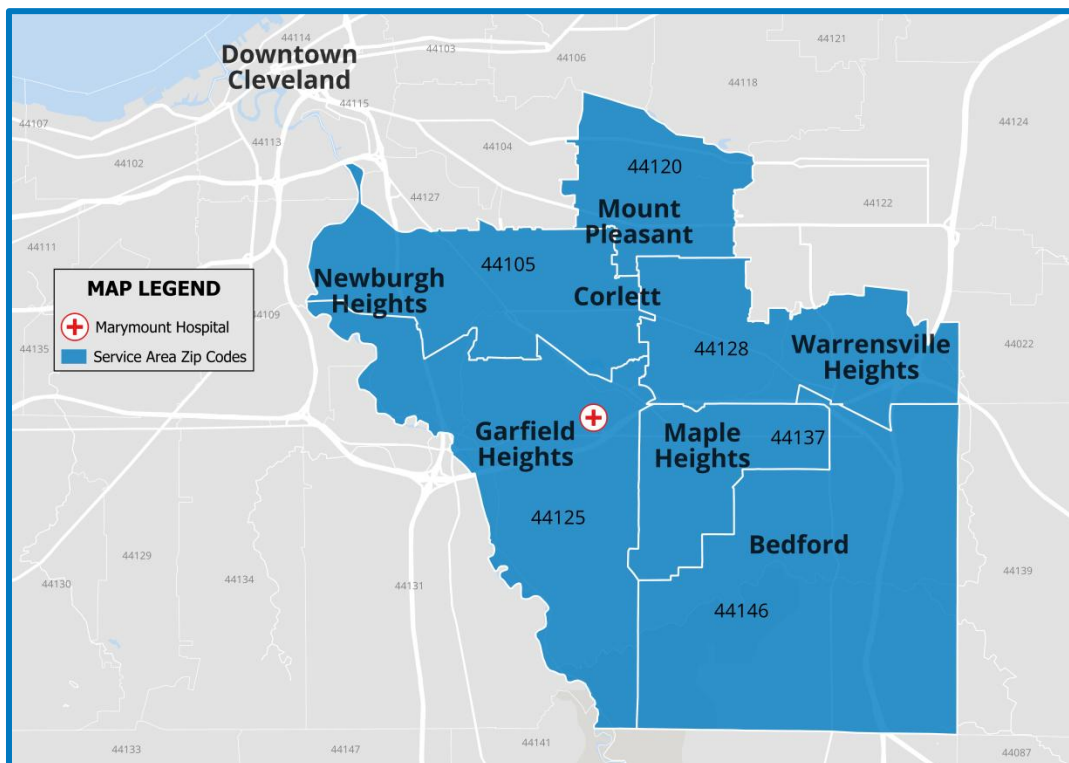 44114
44103
44121
44106
Downtown
Cleveland
44118
44115
44107
44124
44113
44104
44102
44120
44127
44122
Mount
Pleasant
44111
44105
Newburgh
Heights
Corlett
MAP LEGEND
Marymount Hospital
Service Area Zip Codes
44109
44135
44128
Warrensville
Heights
44022
Garfield
Heights
Maple
Heights
44137
44125
Bedford
44129
44130
44134
44131
44139
44146
44133
44147
44141
44087